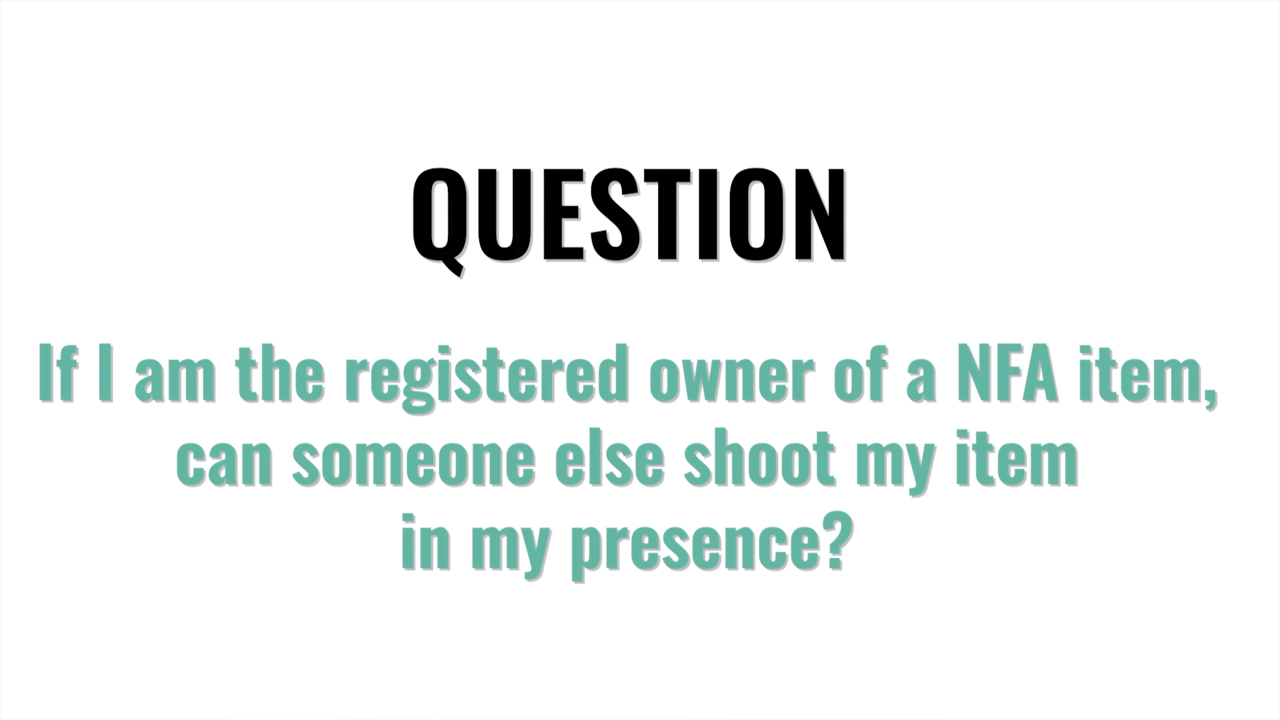 QUESTION
If I am the registered owner of a NFA item,
can someone else shoot my item
in my presence?